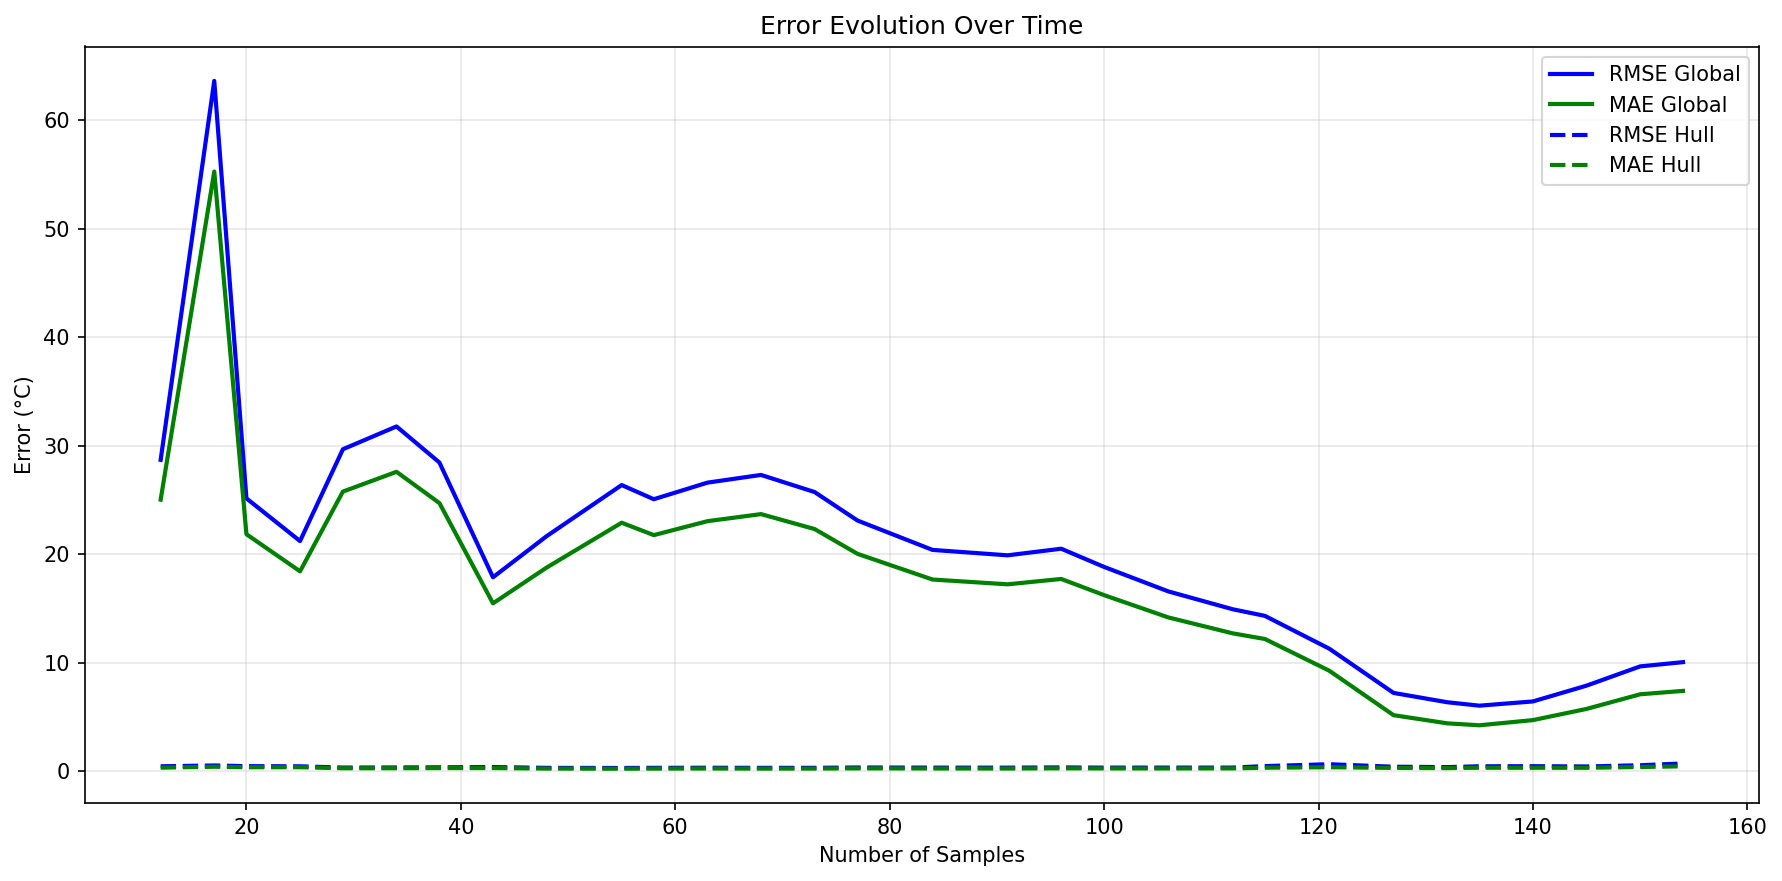 Error Evolution Over Time
RMSE Global
MAE Global
RMSE Hull
MAE Hull
Error (°C)
60
50
40
30
20
10
0
20 40 60 80 100 120 140 160
Number of Samples